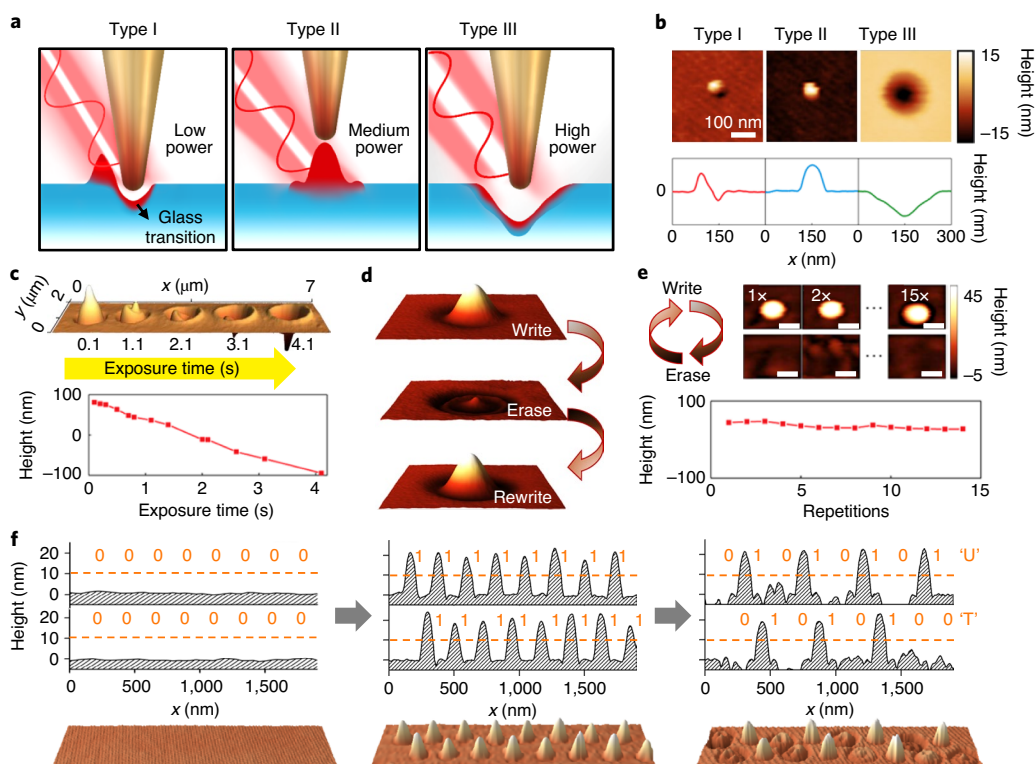 a
Type I
Type II
Type III
Low
power
Medium
power
High
power
Glass
transition
b
Type I
Type II
Type III
100 nm
15
Height (nm)
–15
0
Height (nm)
0
150
0
150
0
150
300
x (nm)
c
y (μm)
2
0
0
x (μm)
7
0.1
1.1
2.1
3.1
4.1
Exposure time (s)
Height (nm)
100
0
–100
0
1
2
3
4
Exposure time (s)
d
Write
Erase
Rewrite
e
Write
Erase
1×
2×
...
15×
...
45
Height (nm)
–5
Height (nm)
100
–100
0
5
10
15
Repetitions
f
Height (nm)
20
10
0
0 0 0 0 0 0 0 0
20
10
0
0 0 0 0 0 0 0 0
0
500
1,000
1,500
x (nm)
1 1 1 1 1 1 1 1
1 1 1 1 1 1 1 1
0
500
1,000
1,500
x (nm)
0 1 0 1 0 1 0 1 ‘U’
0 1 0 1 0 1 0 0 ‘T’
0
500
1,000
1,500
x (nm)